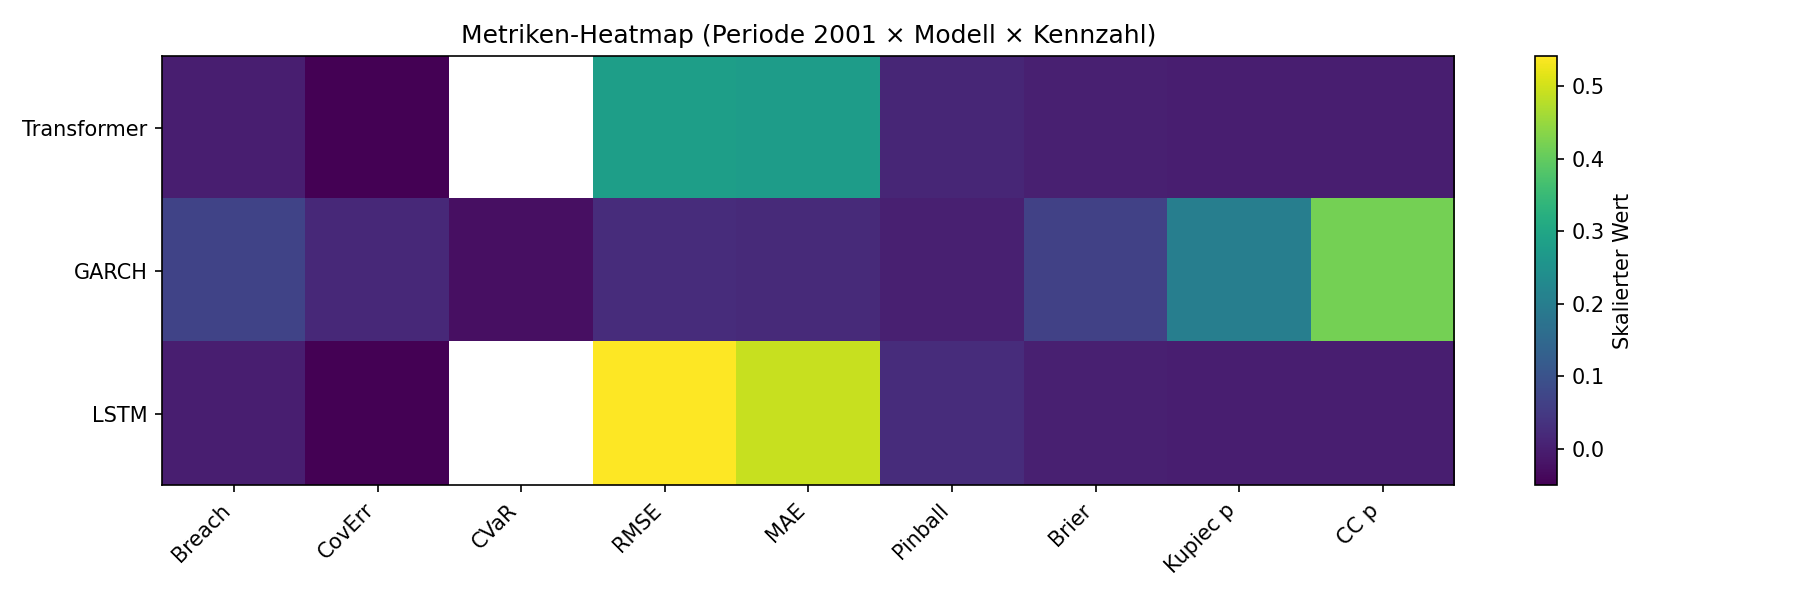 Metriken-Heatmap (Periode 2001 × Modell × Kennzahl)
Transformer
GARCH
LSTM
Breach
CovErr
CVaR
RMSE
MAE
Pinball
Brier
Kupiec p
CC p
0.5
0.4
0.3
0.2
0.1
0.0
Skalierter Wert